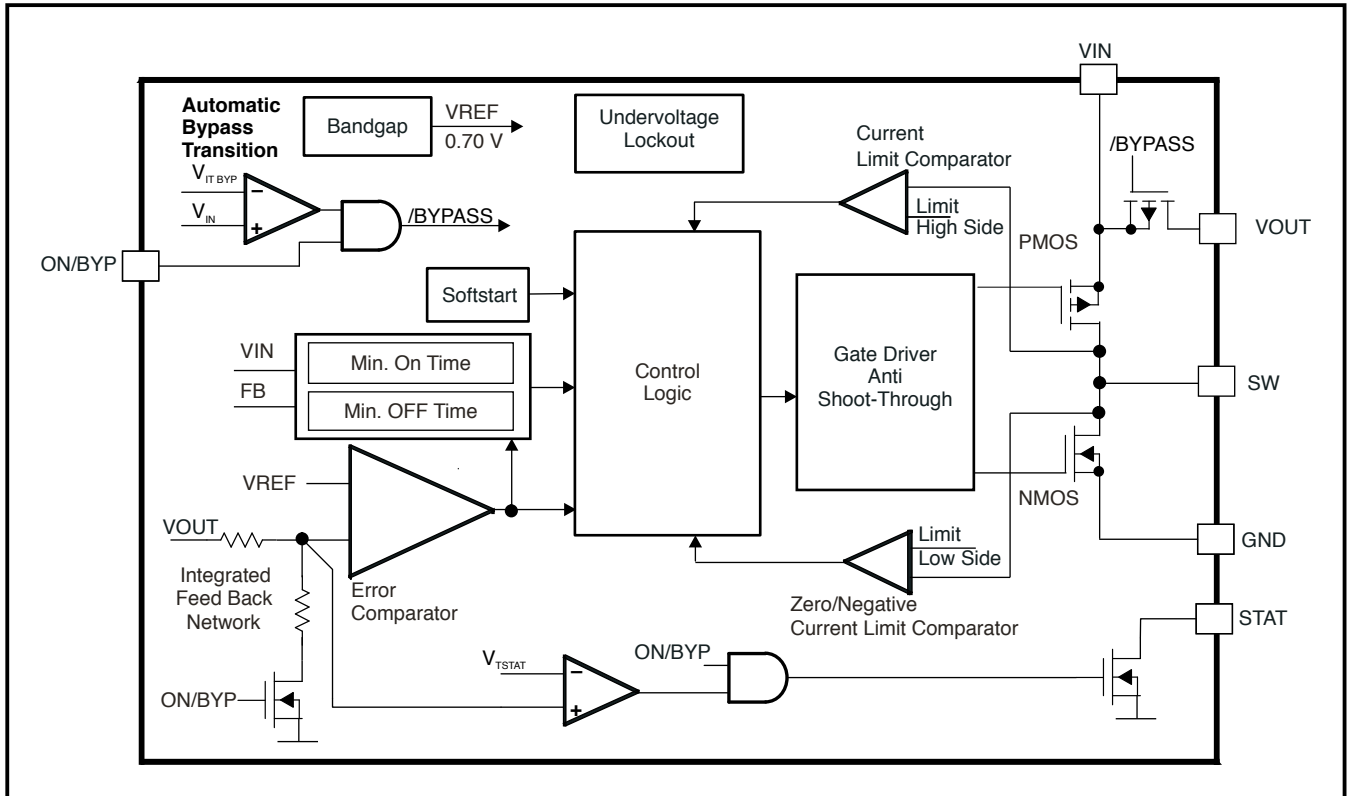 VIN
Automatic
Bypass
Transition
Bandgap
VREF
0.70 V
Undervoltage
Lockout
Current
Limit Comparator
/BYPASS
V IT BYP
V IN
−
+
/BYPASS
Limit
High Side
PMOS
VOUT
ON/BYP
Softstart
VIN
FB
Min. On Time
Min. OFF Time
Control
Logic
Gate Driver
Anti
Shoot-Through
SW
VREF
VOUT
NMOS
Integrated
Feed Back
Network
Error
Comparator
Limit
Low Side
GND
Zero/Negative
Current Limit Comparator
STAT
ON/BYP
V TSTAT
−
+
ON/BYP